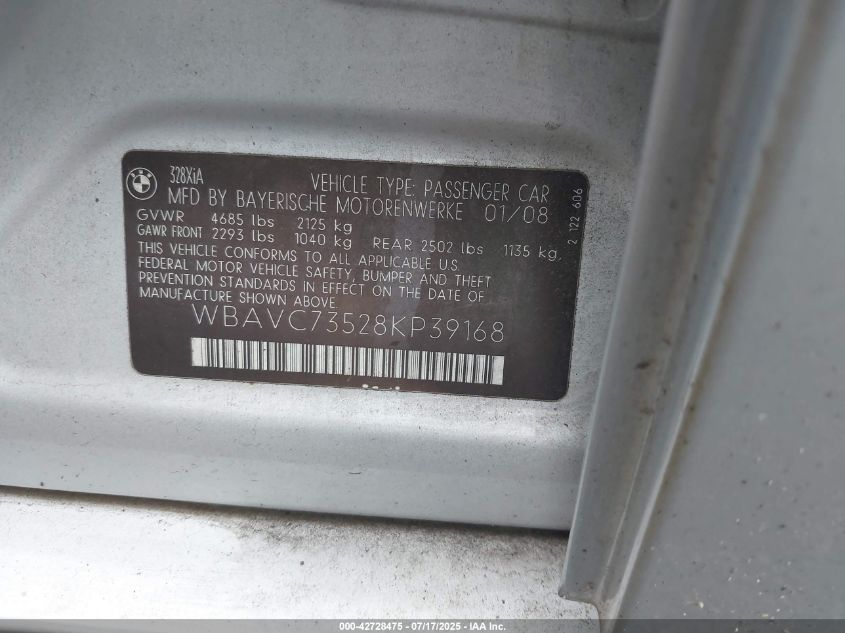 328XiA
VEHICLE TYPE: PASSENGER CAR
MFD BY BAYERISCHE MOTORENWERKE 01/08
GVWR 4685 lbs 2125 kg
GAWR FRONT 2293 lbs 1040 kg REAR 2502 lbs 1135 kg,
THIS VEHICLE CONFORMS TO ALL APPLICABLE U.S.
FEDERAL MOTOR VEHICLE SAFETY, BUMPER AND THEFT
PREVENTION STANDARDS IN EFFECT ON THE DATE OF
MANUFACTURE SHOWN ABOVE.
WBAVC73528KP39168
2 122 606
000-42728475 - 07/17/2025 - IAA Inc.